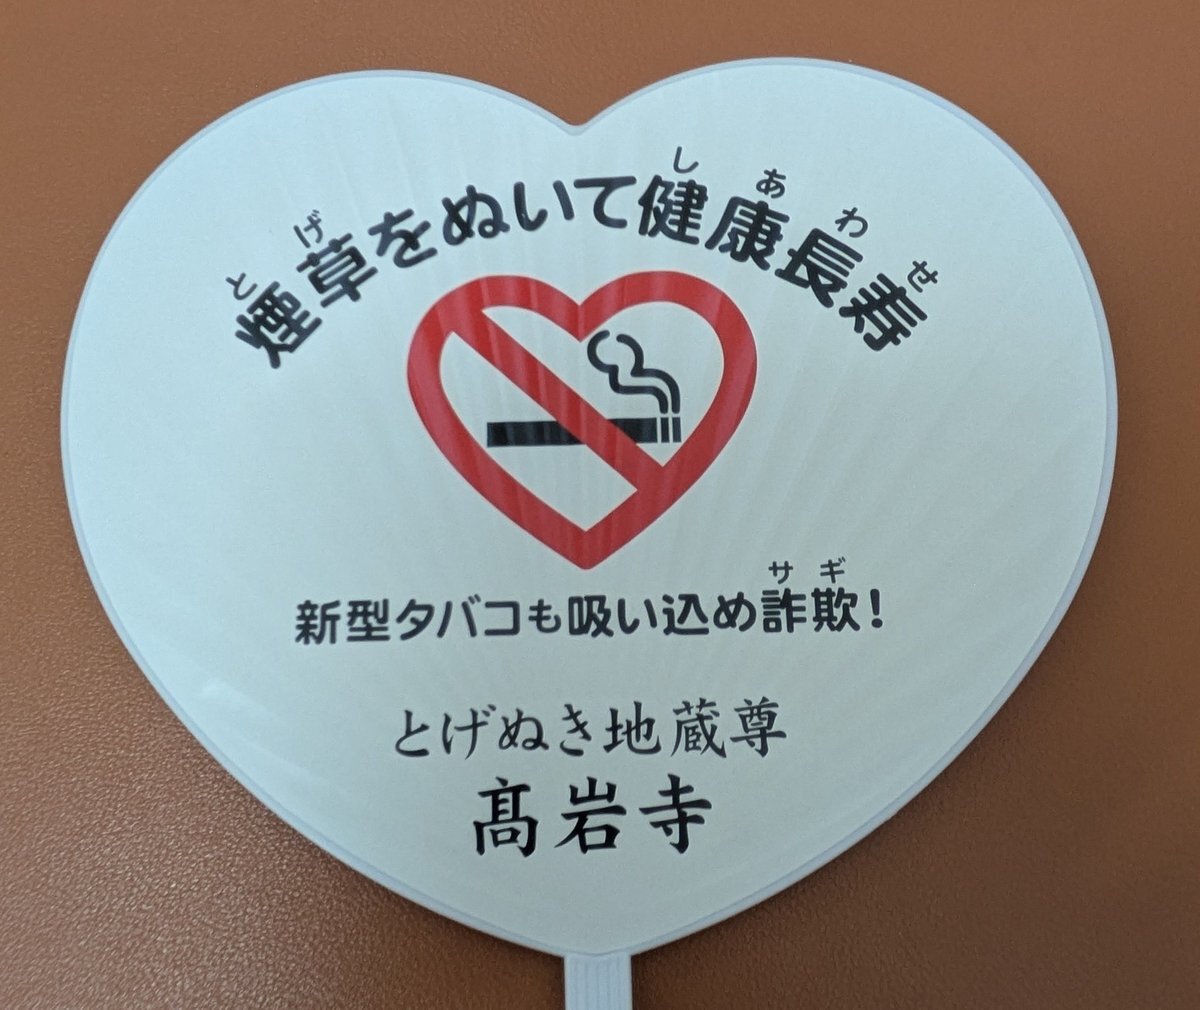 とげ
しあわせ
煙草をぬいて健康長寿
サギ
新型タバコも吸い込め詐欺！
とげぬき地蔵尊
髙岩寺